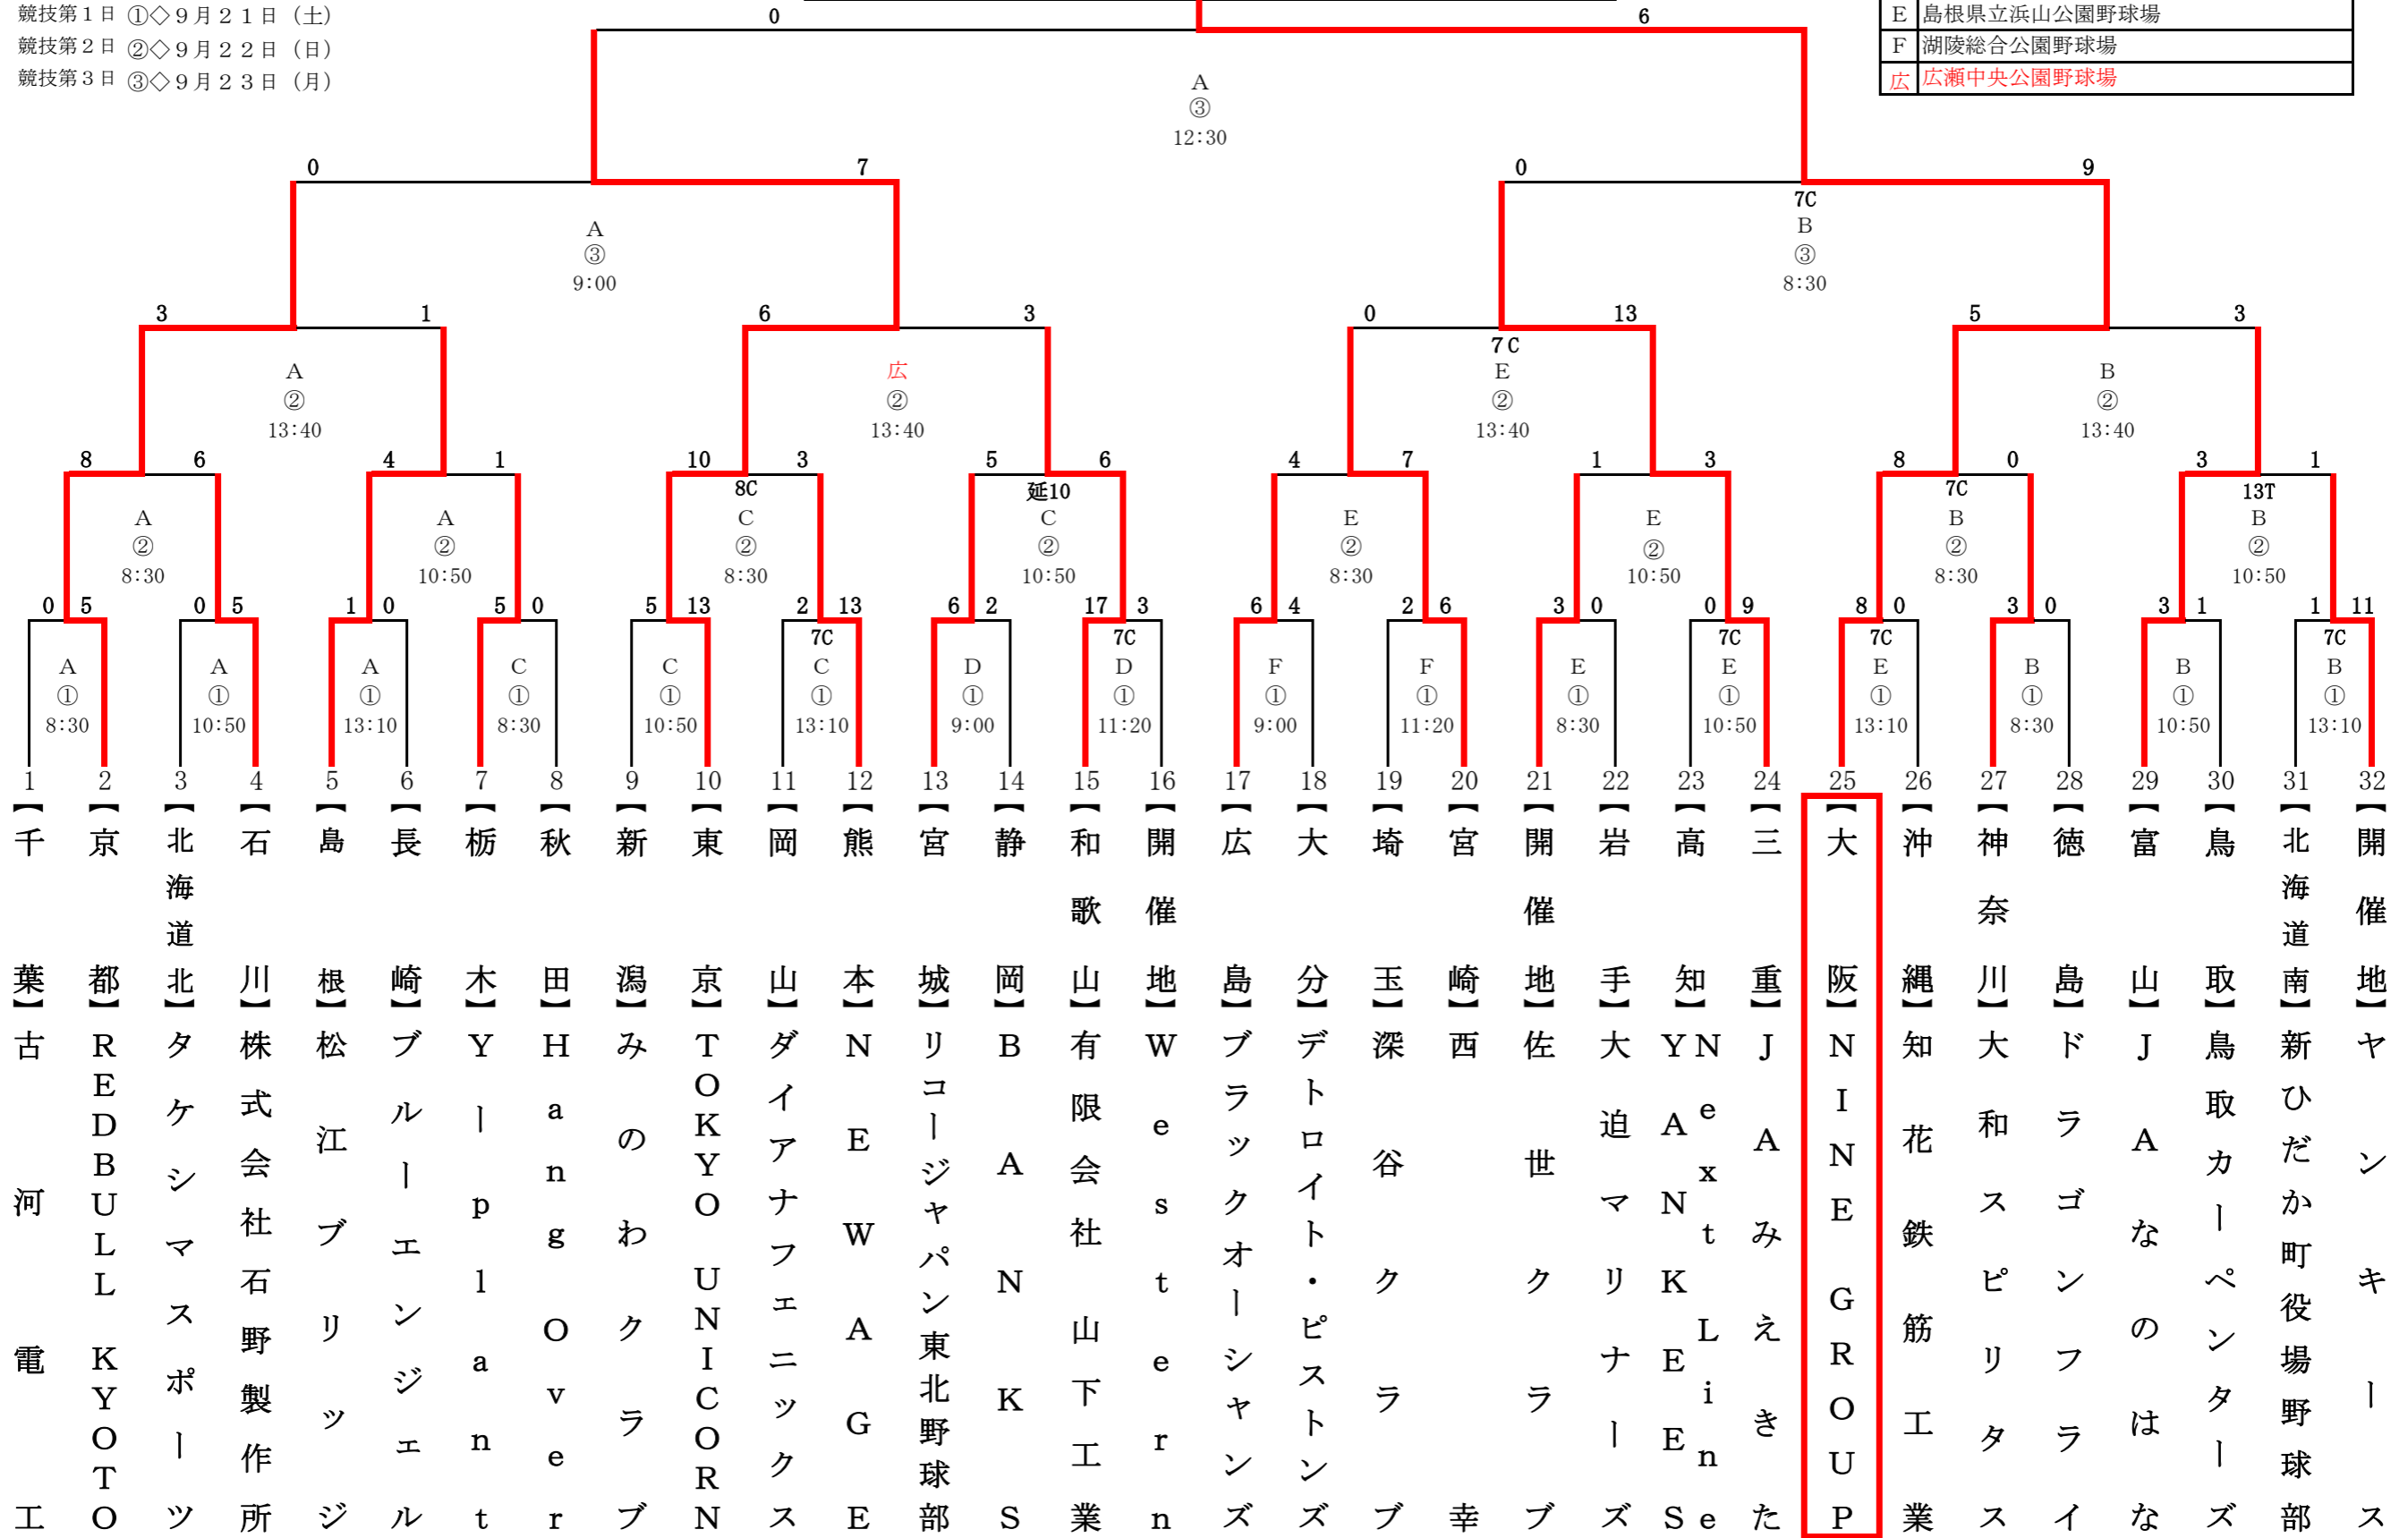 競技第１日 ①◇９月２１日（土）
競技第２日 ②◇９月２２日（日）
競技第３日 ③◇９月２３日（月）
E 島根県立浜山公園野球場
F 湖陵総合公園野球場
広 広瀬中央公園野球場
0 6
A
③
12:30
0 7 0 9
A
③
9:00
7C
B
③
8:30
3 1 6 3 0 13 5 3
A
②
13:40
広
②
13:40
7C
E
②
13:40
B
②
13:40
8 6 4 1 10 3 5 6 4 7 1 3 8 0 3 1
A
②
8:30
A
②
10:50
8C
C
②
8:30
延10
C
②
10:50
E
②
8:30
E
②
10:50
7C
B
②
8:30
13T
B
②
10:50
0 5 0 5 1 0 5 0 5 13 2 13 6 2 17 3 6 4 2 6 3 0 0 9 8 0 3 0 3 1 1 11
A
①
8:30
A
①
10:50
A
①
13:10
C
①
8:30
C
①
10:50
7C
C
①
13:10
D
①
9:00
7C
D
①
11:20
F
①
9:00
F
①
11:20
E
①
8:30
7C
E
①
10:50
7C
E
①
13:10
B
①
8:30
B
①
10:50
7C
B
①
13:10
1【千葉】古河電工
2【京都】REDBULL KYOTO
3【北海道北】タケシマスポーツ
4【石川】株式会社石野製作所
5【島根】松江ブリッジ
6【長崎】ブルーエンジェル
7【栃木】Yーplanet
8【秋田】Hang Over
9【新潟】みのわクラブ
10【東京】TOKYO UNICORN
11【岡山】ダイアナフェニックス
12【熊本】NEWAGE
13【宮城】リコージャパン東北野球部
14【静岡】BANKS
15【和歌山】有限会社山下工業
16【開催地】Western
17【広島】ブラックオーシャンズ
18【大分】デトロイト・ピストンズ
19【埼玉】深谷クラブ
20【宮崎】西幸
21【開催地】佐世クラブ
22【岩手】大迫マリナーズ
23【高知】Next Line YANKEES
24【三重】JAみえきた
25【大阪】NINE GROUP
26【沖縄】知花鉄筋工業
27【神奈川】大和スピリタス
28【徳島】ドラゴンフライ
29【富山】JAなのはな
30【鳥取】鳥取カーペンターズ
31【北海道南】新ひだか町役場野球部
32【開催地】ヤンキース